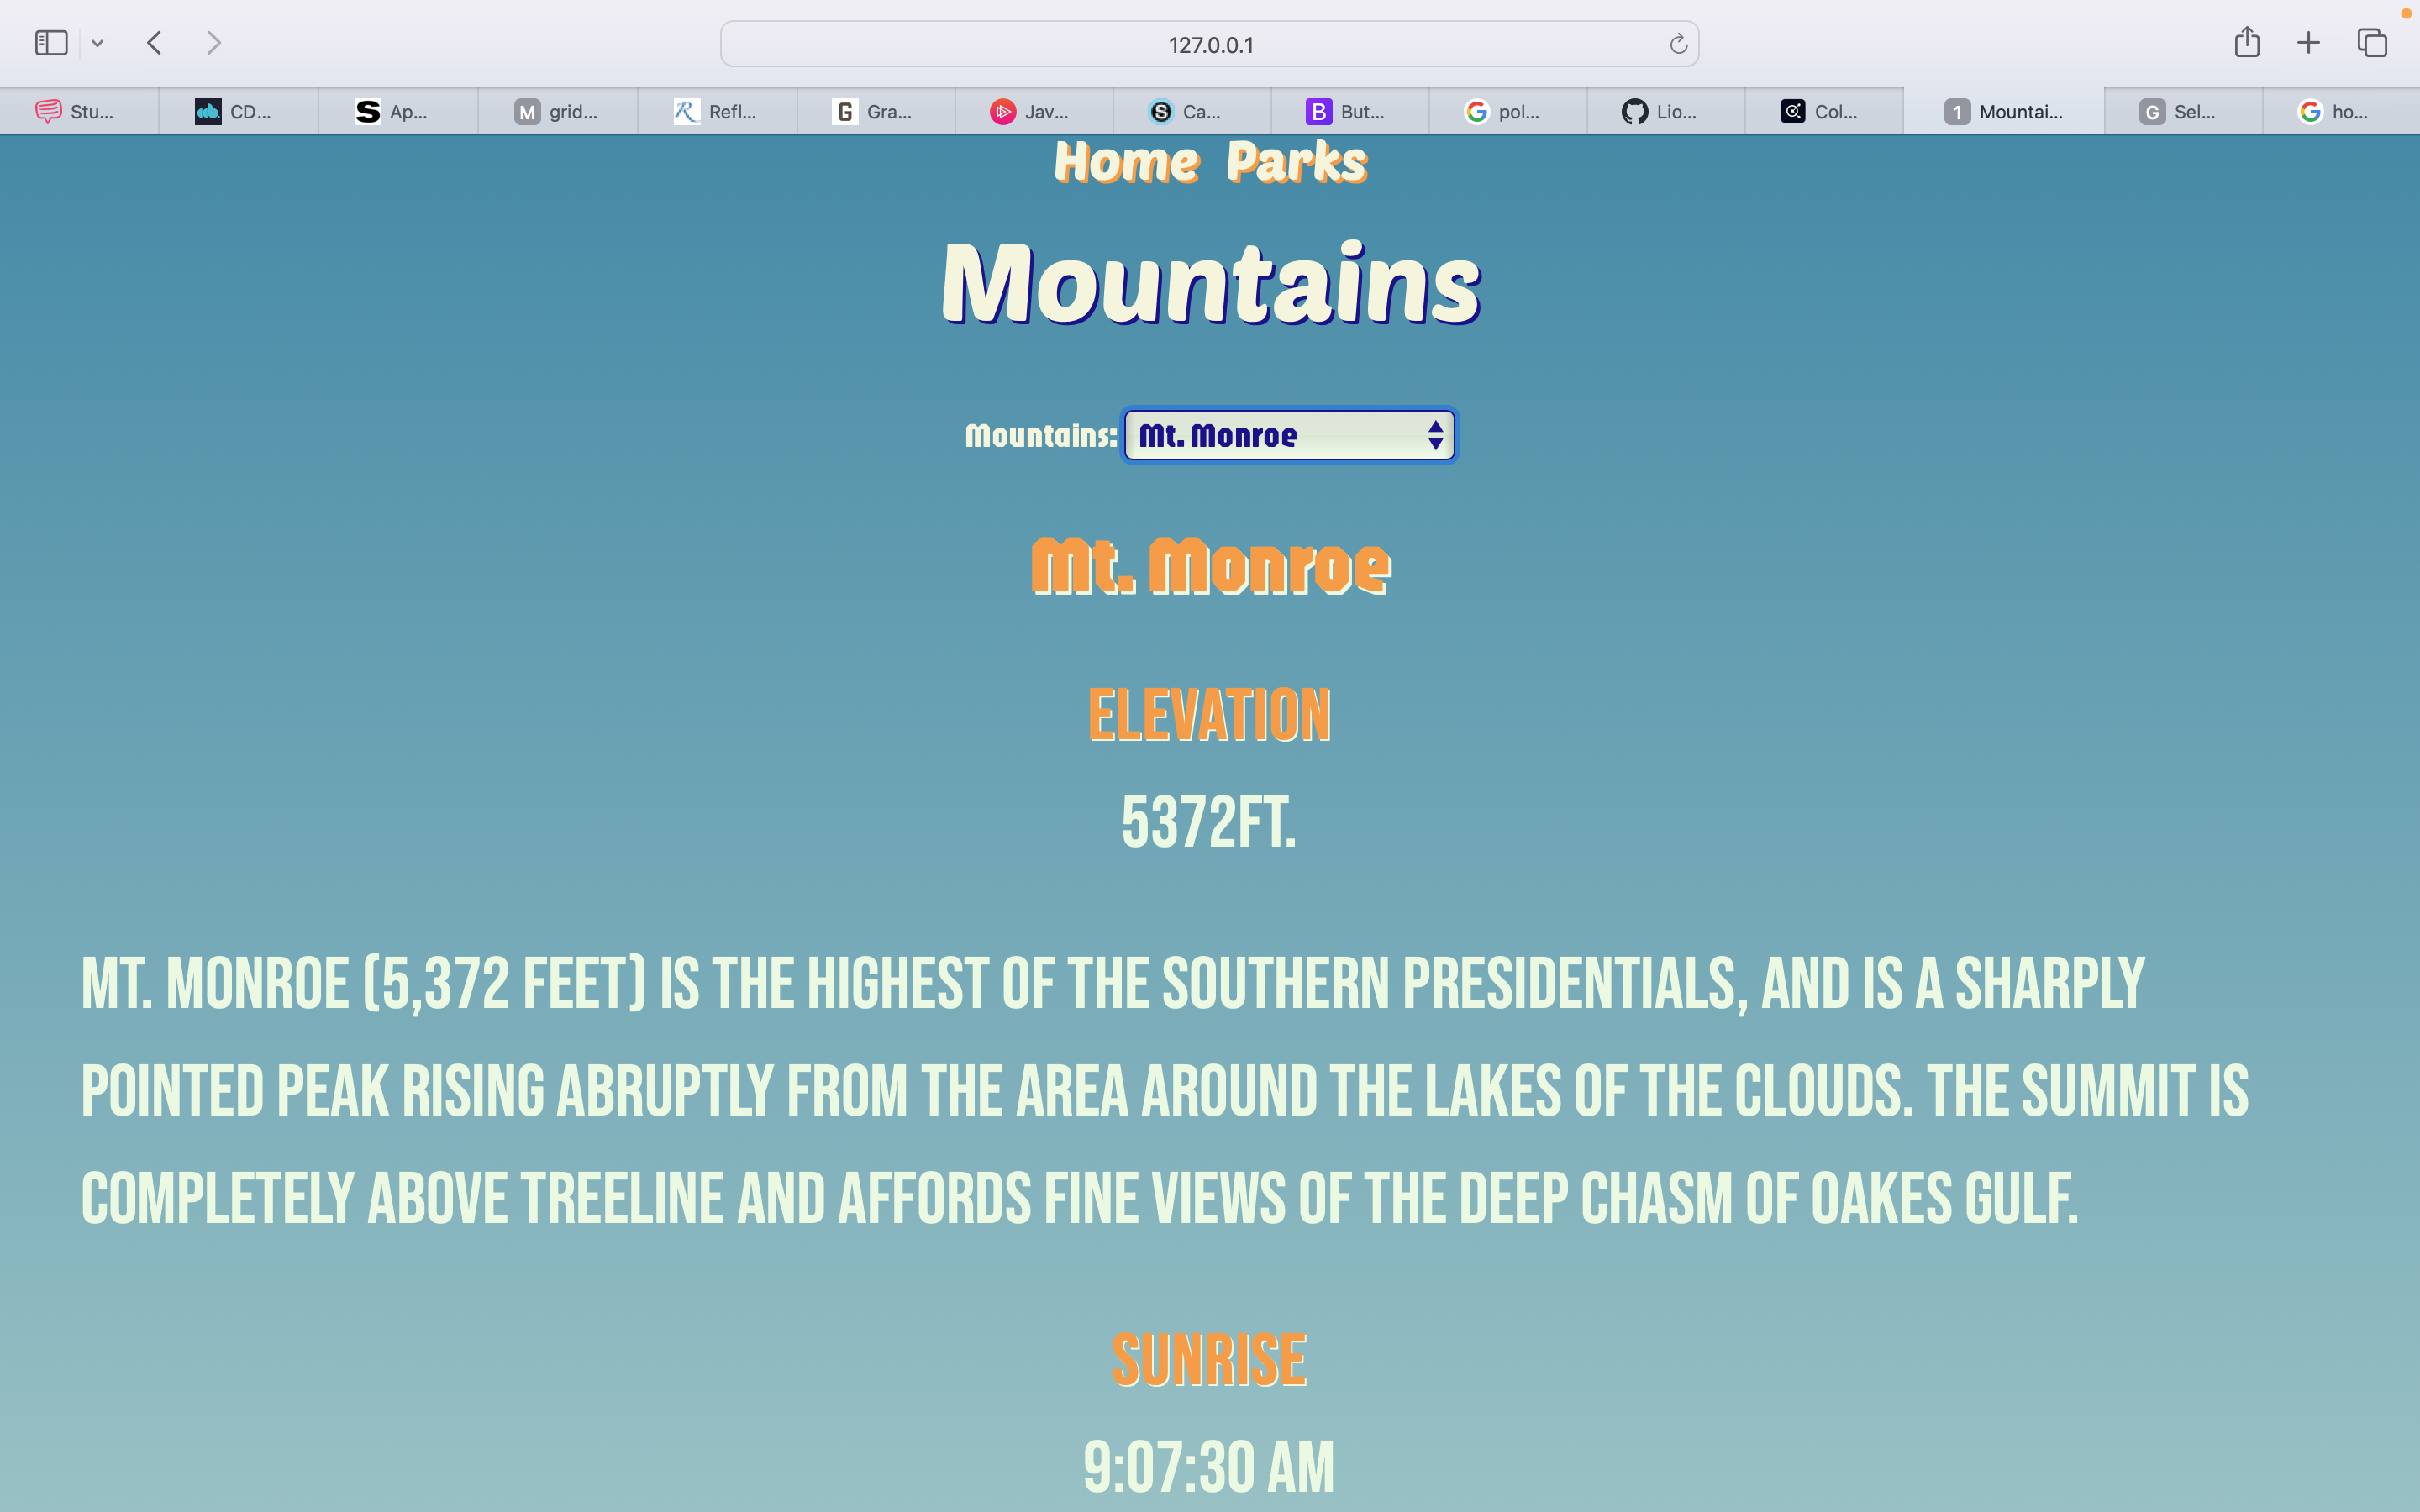 127.0.0.1
Stu...
CD...
Ap...
M grid...
Refl...
G Gra...
Jav...
Ca...
B But...
pol...
Lio...
Col...
1 Mountai...
G Sel...
ho...
Home Parks
Mountains
Mountains: Mt. Monroe
Mt. Monroe
ELEVATION
5372FT.
MT. MONROE (5,372 FEET) IS THE HIGHEST OF THE SOUTHERN PRESIDENTIALS, AND IS A SHARPLY
POINTED PEAK RISING ABRUPTLY FROM THE AREA AROUND THE LAKES OF THE CLOUDS. THE SUMMIT IS
COMPLETELY ABOVE TREELINE AND AFFORDS FINE VIEWS OF THE DEEP CHASM OF OAKES GULF.
SUNRISE
9:07:30 AM